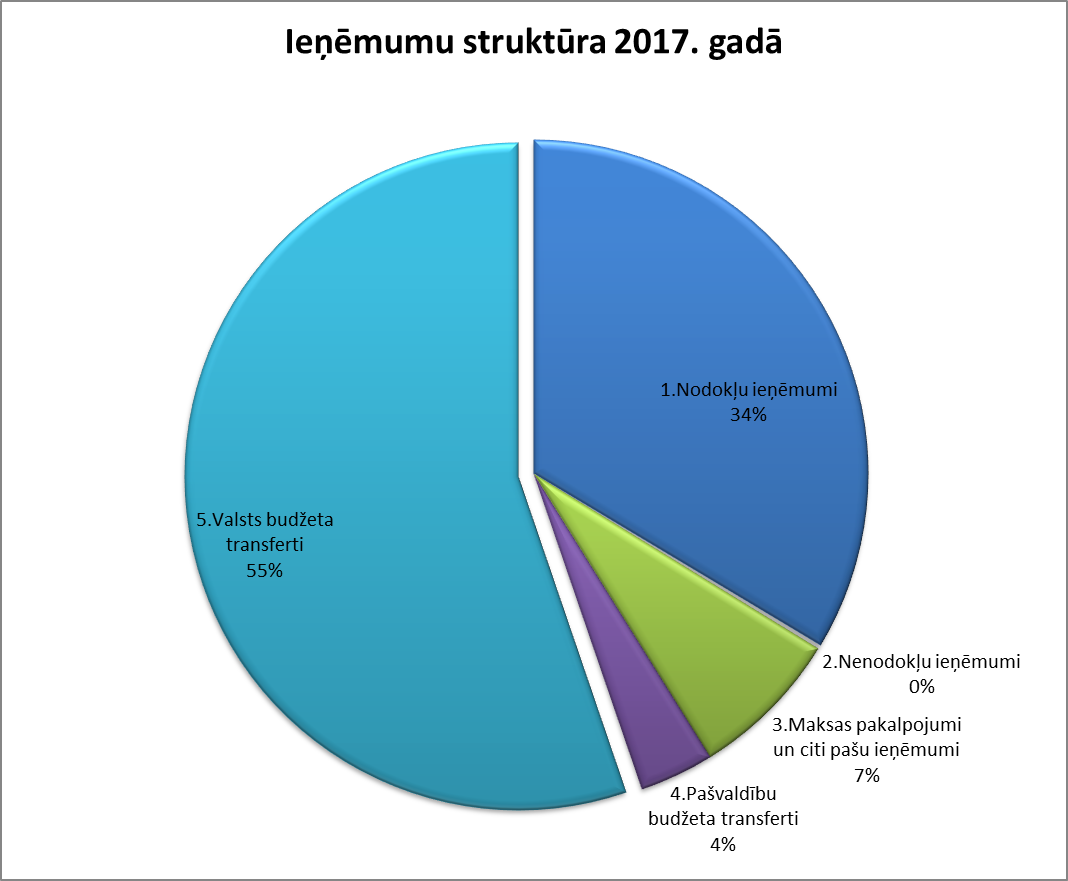 Ieņēmumu struktūra 2017. gadā
1.Nodokļu ieņēmumi
34%
2.Nenodokļu ieņēmumi
0%
3.Maksas pakalpojumi
un citi pašu ieņēmumi
7%
4.Pašvaldību
budžeta transferti
4%
5.Valsts budžeta
transferti
55%